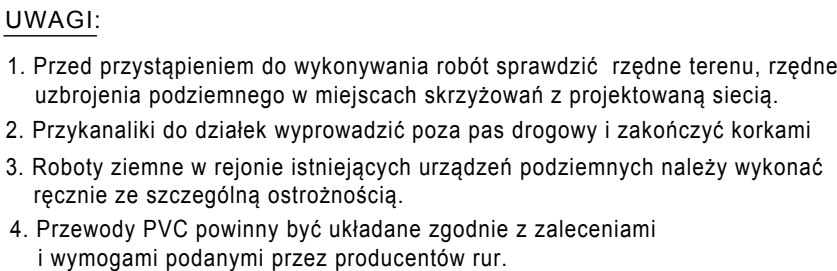 UWAGI:
1. Przed przystąpieniem do wykonywania robót sprawdzić rzędne terenu, rzędne
uzbrojenia podziemnego w miejscach skrzyżowań z projektowaną siecią.
2. Przykanaliki do działek wyprowadzić poza pas drogowy i zakończyć korkami
3. Roboty ziemne w rejonie istniejących urządzeń podziemnych należy wykonać
ręcznie ze szczególną ostrożnością.
4. Przewody PVC powinny być układane zgodnie z zaleceniami
i wymogami podanymi przez producentów rur.